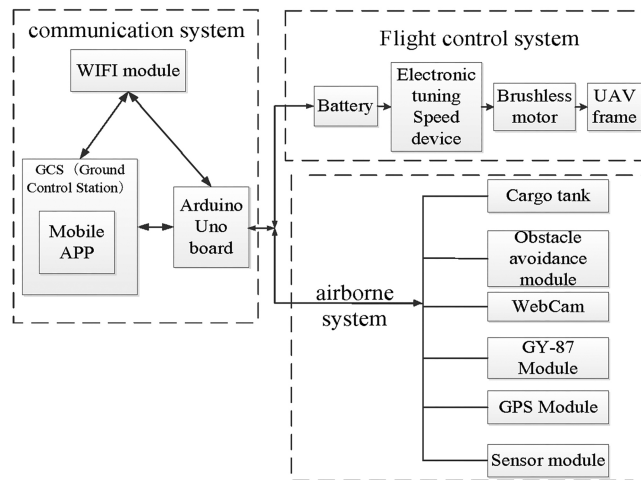 communication system
WIFI module
GCS（Ground
Control Station）
Mobile
APP
Arduino
Uno
board
Flight control system
Battery
Electronic
tuning
Speed
device
Brushless
motor
UAV
frame
airborne
system
Cargo tank
Obstacle
avoidance
module
WebCam
GY-87
Module
GPS Module
Sensor module